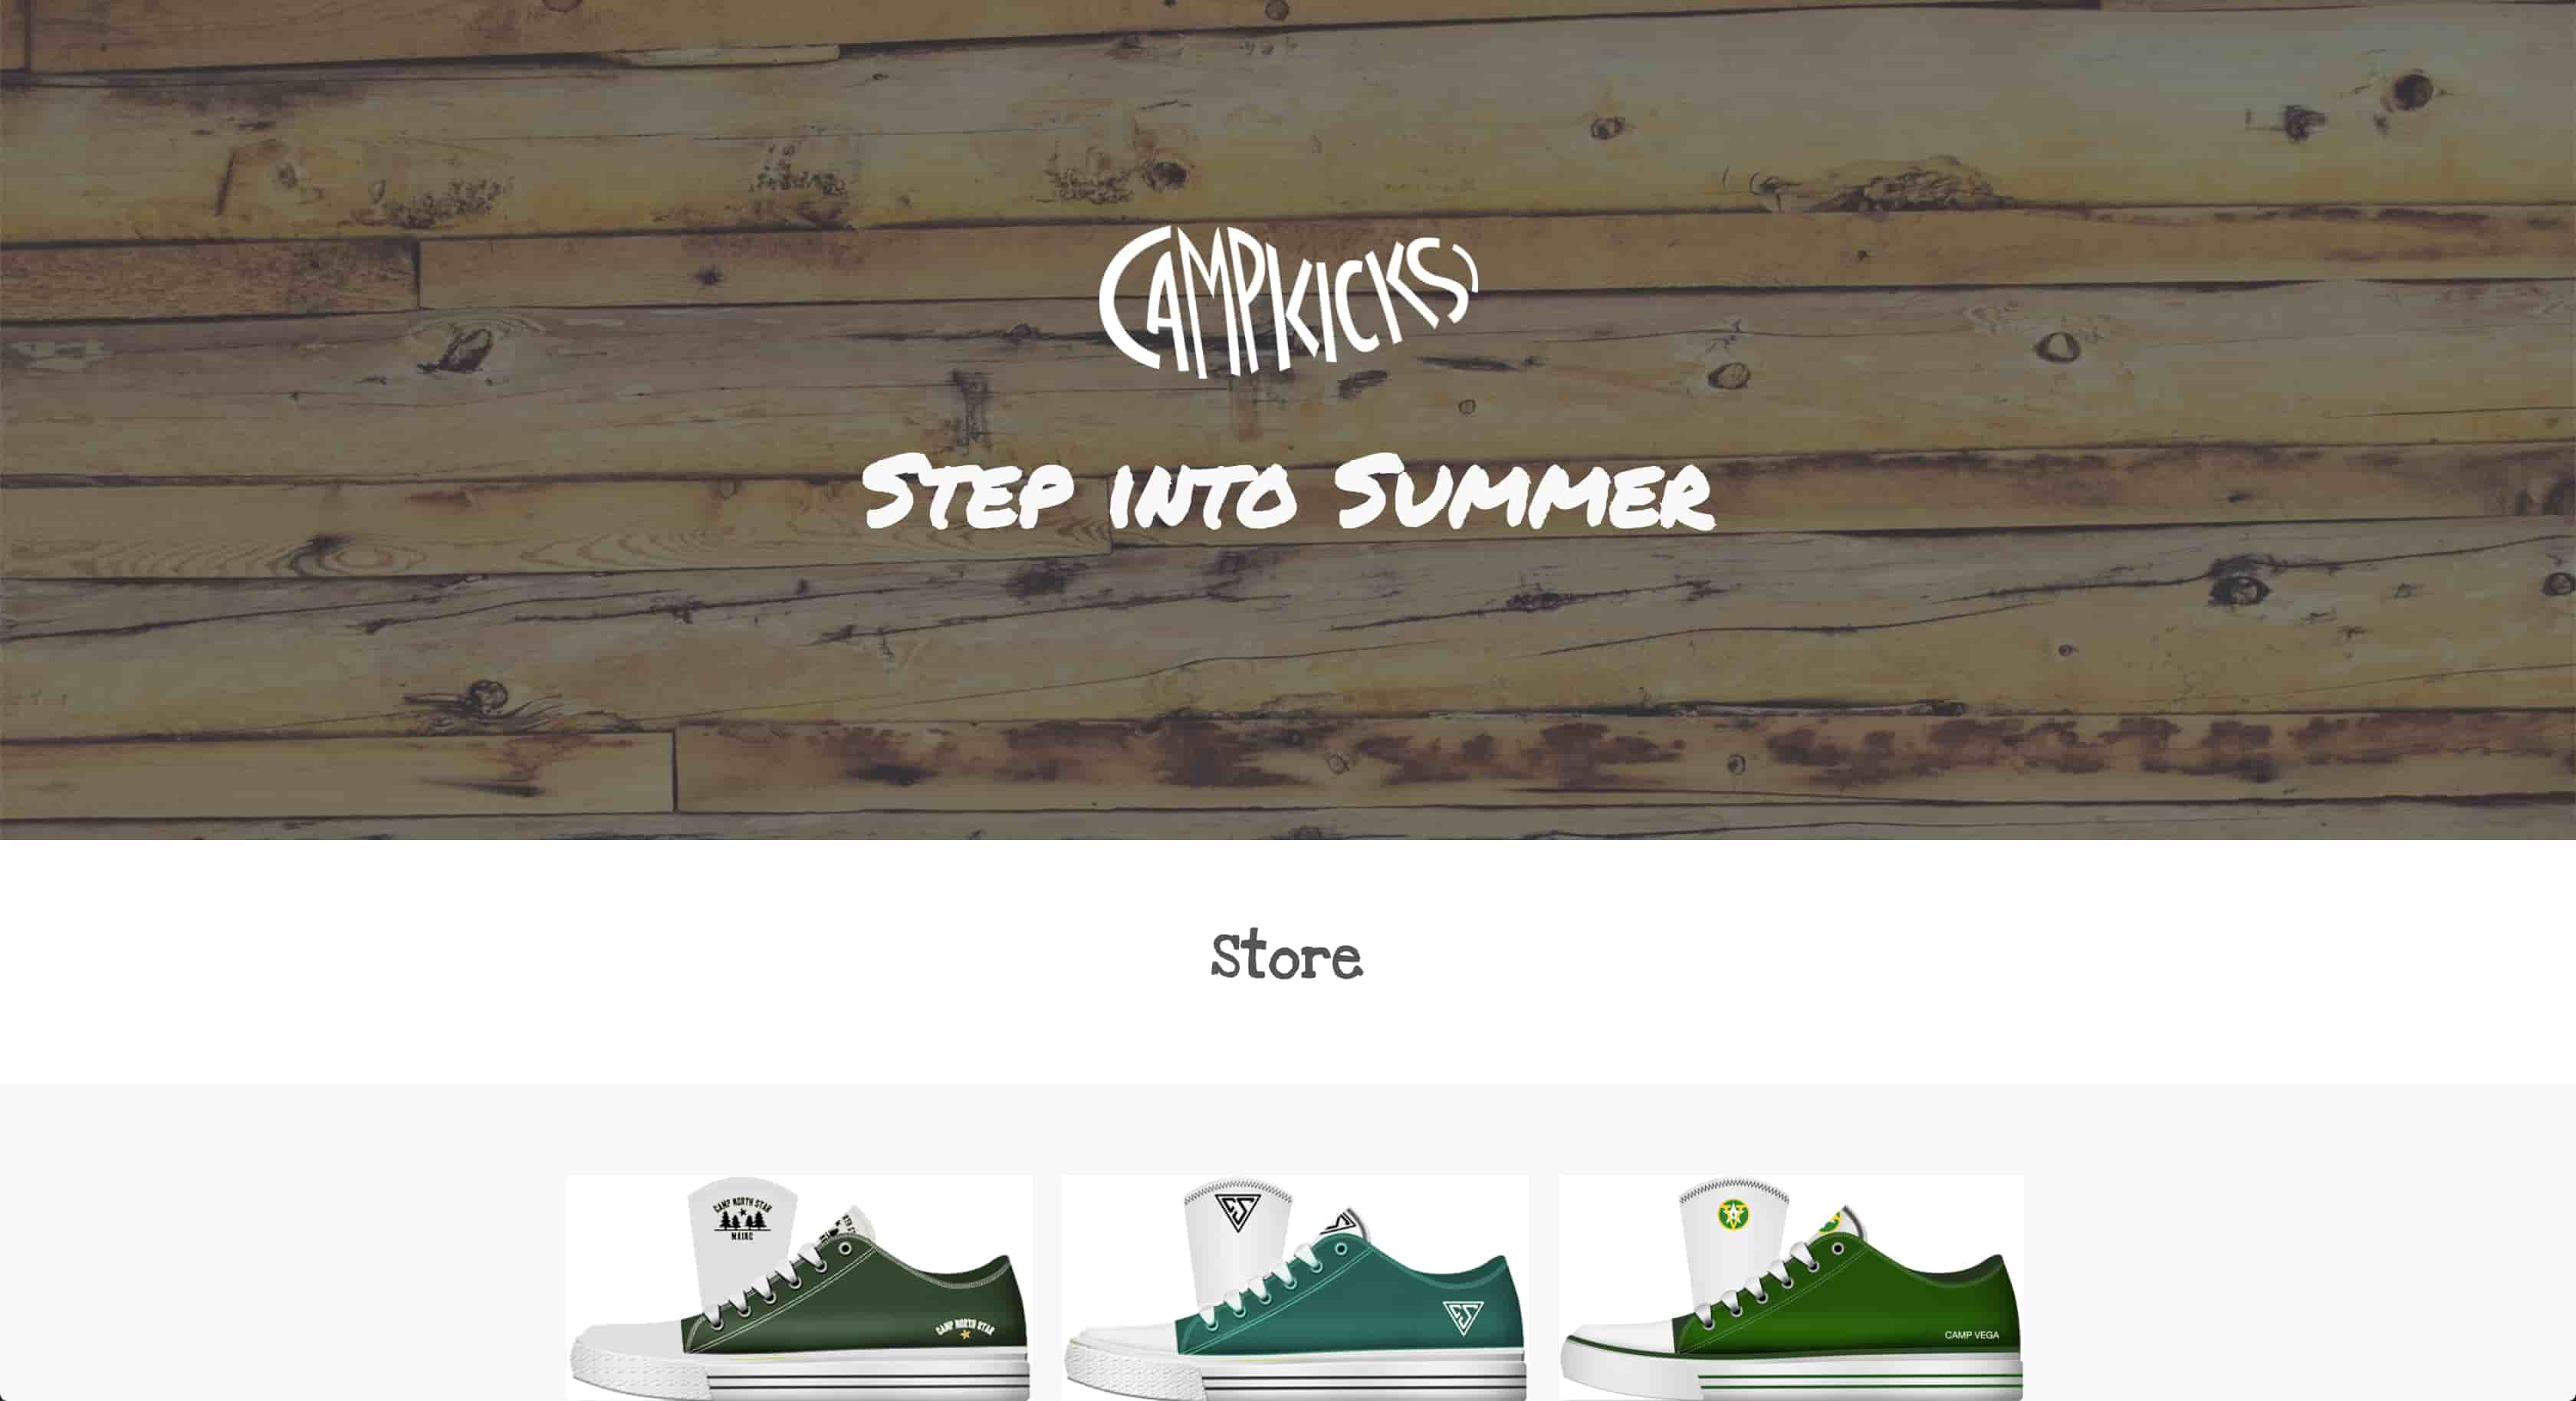 CAMPKICKS
STEP INTO SUMMER
Store
CAMP NORTH STAR
MAINE
CAMP NORTH STAR
CS
CS
CAMP VEGA